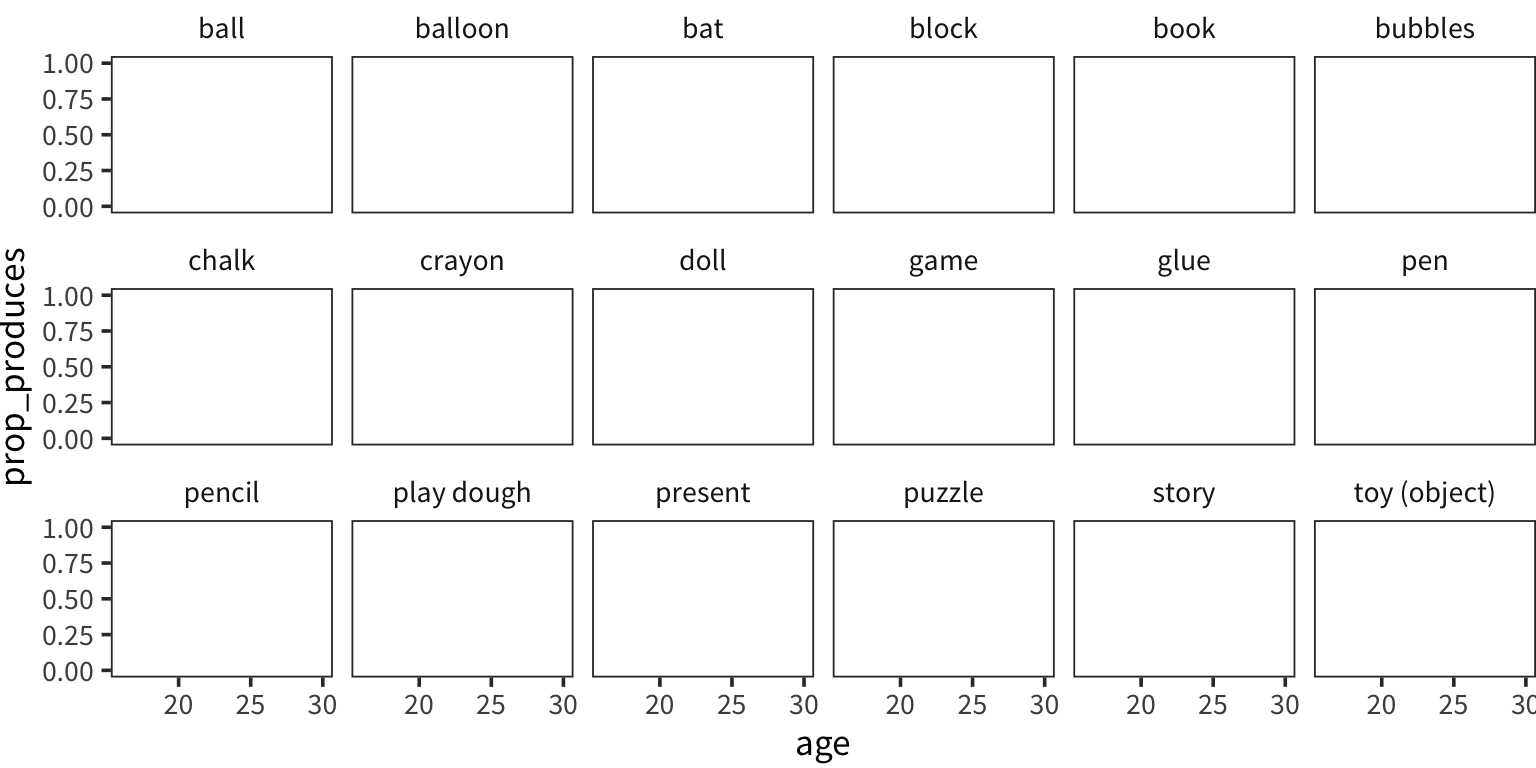 ball balloon bat block book bubbles
1.00
0.75
0.50
0.25
0.00
chalk crayon doll game glue pen
1.00
0.75
0.50
0.25
0.00
prop_produces
pencil play dough present puzzle story toy (object)
1.00
0.75
0.50
0.25
0.00
20 25 30 20 25 30 20 25 30 20 25 30 20 25 30 20 25 30
age